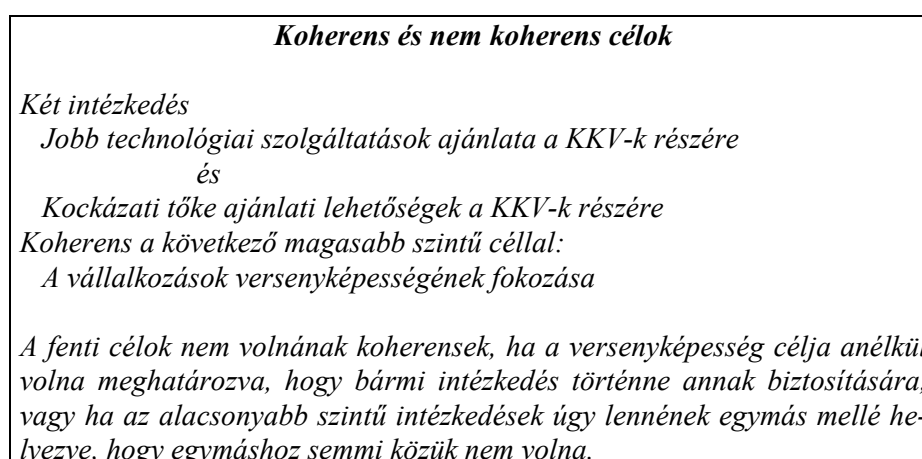 Koherens és nem koherens célok
Két intézkedés
Jobb technológiai szolgáltatások ajánlata a KKV-k részére
és
Kockázati tőke ajánlati lehetőségek a KKV-k részére
Koherens a következő magasabb szintű céllal:
A vállalkozások versenyképességének fokozása
A fenti célok nem volnának koherensek, ha a versenyképesség célja anélkül
volna meghatározva, hogy bármi intézkedés történne annak biztosítására,
vagy ha az alacsonyabb szintű intézkedések úgy lennének egymás mellé he-
lyezve, hogy egymáshoz semmi közük nem volna.